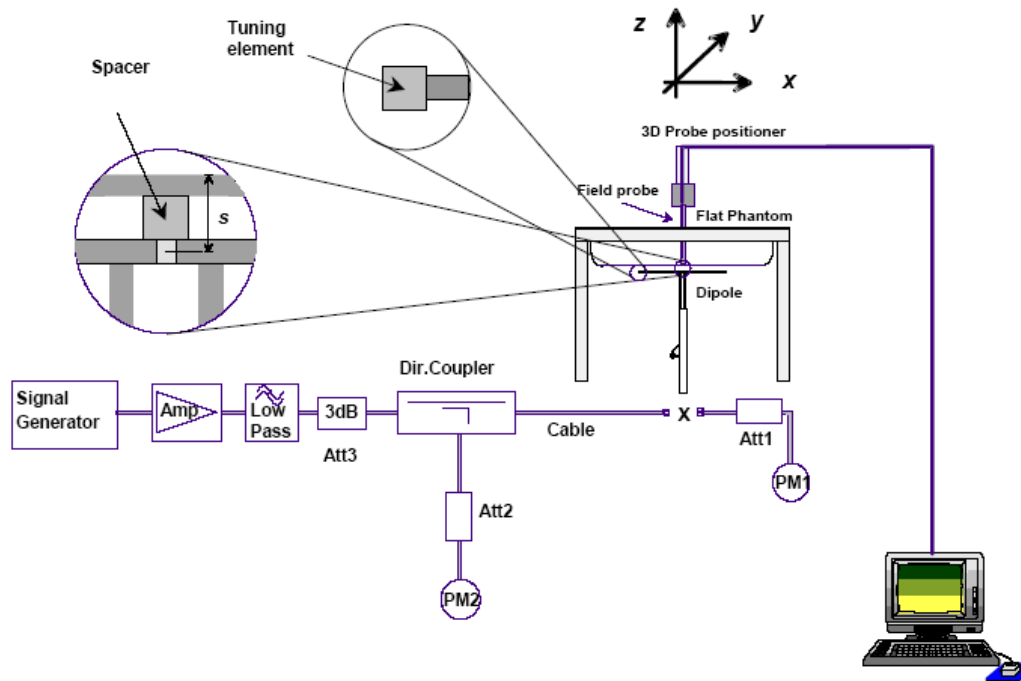 Tuning
element
z
y
x
Spacer
3D Probe positioner
Field probe
Flat Phantom
s
Dipole
Dir.Coupler
Signal
Generator
Amp
Low
Pass
3dB
Att3
Cable
X
Att1
PM1
Att2
PM2